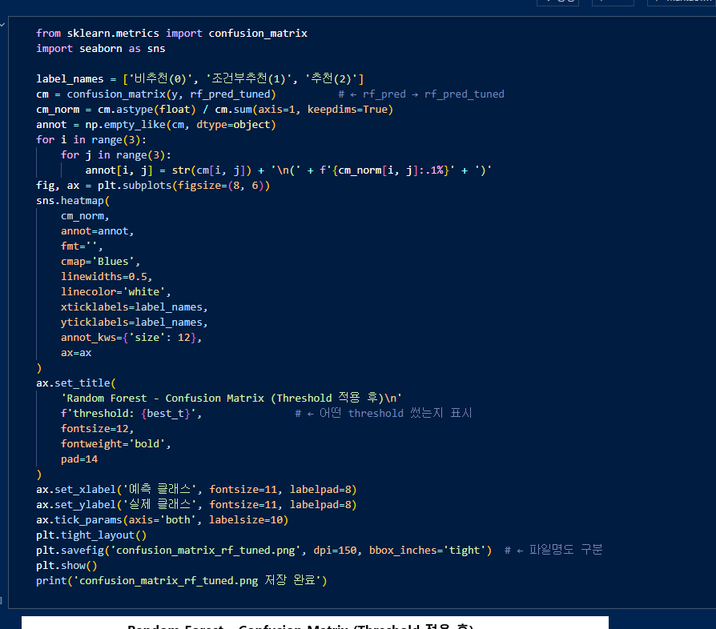 from sklearn.metrics import confusion_matrix
import seaborn as sns

label_names = ['비추천(0)', '조건부추천(1)', '추천(2)']
cm = confusion_matrix(y, rf_pred_tuned)          # ← rf_pred → rf_pred_tuned
cm_norm = cm.astype(float) / cm.sum(axis=1, keepdims=True)
annot = np.empty_like(cm, dtype=object)
for i in range(3):
    for j in range(3):
        annot[i, j] = str(cm[i, j]) + '\n(' + f'{cm_norm[i, j]:.1%}' + ')'
fig, ax = plt.subplots(figsize=(8, 6))
sns.heatmap(
    cm_norm,
    annot=annot,
    fmt='',
    cmap='Blues',
    linewidths=0.5,
    linecolor='white',
    xticklabels=label_names,
    yticklabels=label_names,
    annot_kws={'size': 12},
    ax=ax
)
ax.set_title(
    'Random Forest - Confusion Matrix (Threshold 적용 후)\n'
    f'threshold: {best_t}',               # ← 어떤 threshold 썼는지 표시
    fontsize=12,
    fontweight='bold',
    pad=14
)
ax.set_xlabel('예측 클래스', fontsize=11, labelpad=8)
ax.set_ylabel('실제 클래스', fontsize=11, labelpad=8)
ax.tick_params(axis='both', labelsize=10)
plt.tight_layout()
plt.savefig('confusion_matrix_rf_tuned.png', dpi=150, bbox_inches='tight')  # ← 파일명도 구분
plt.show()
print('confusion_matrix_rf_tuned.png 저장 완료')
Random Forest - Confusion Matrix (Threshold 적용 후)